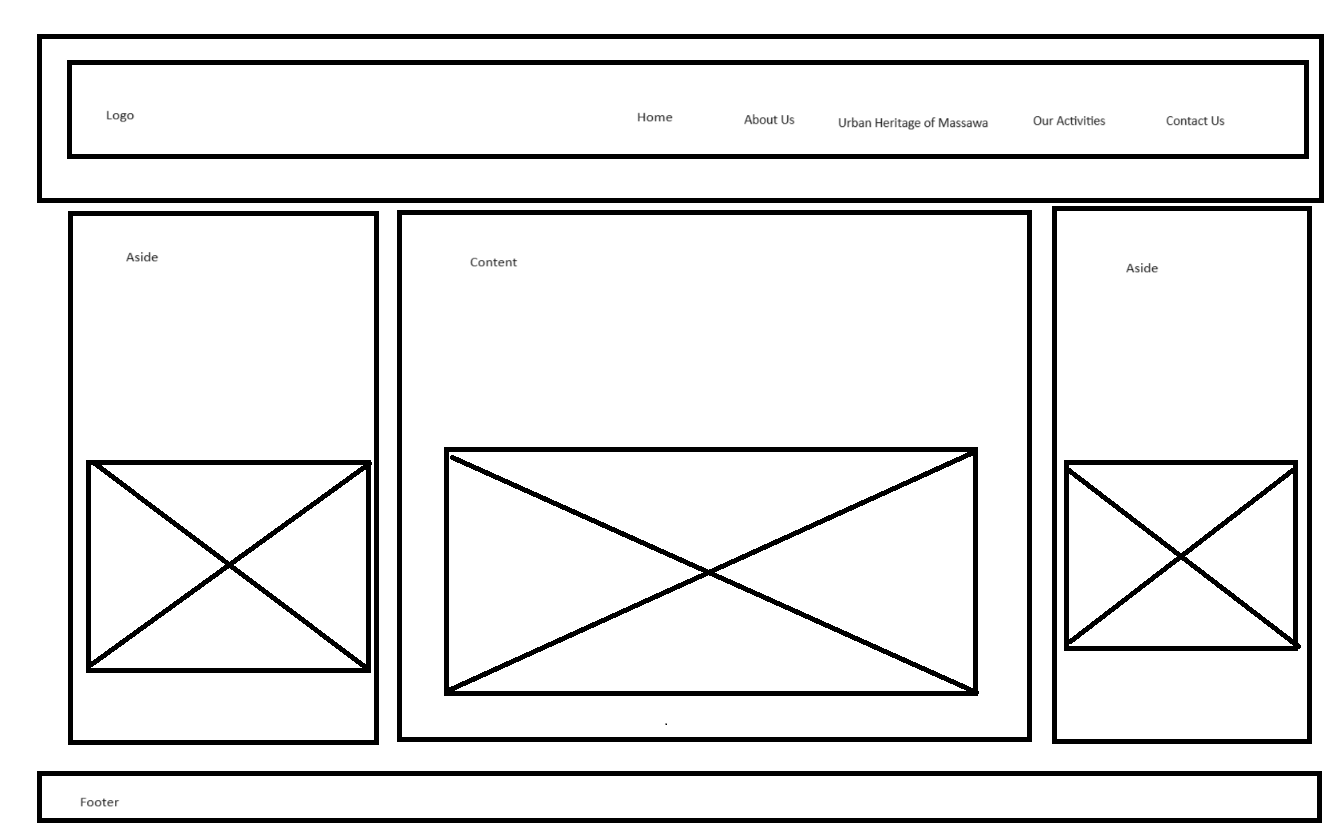 Logo
Home
About Us
Urban Heritage of Massawa
Our Activities
Contact Us
Aside
Content
Aside
Footer